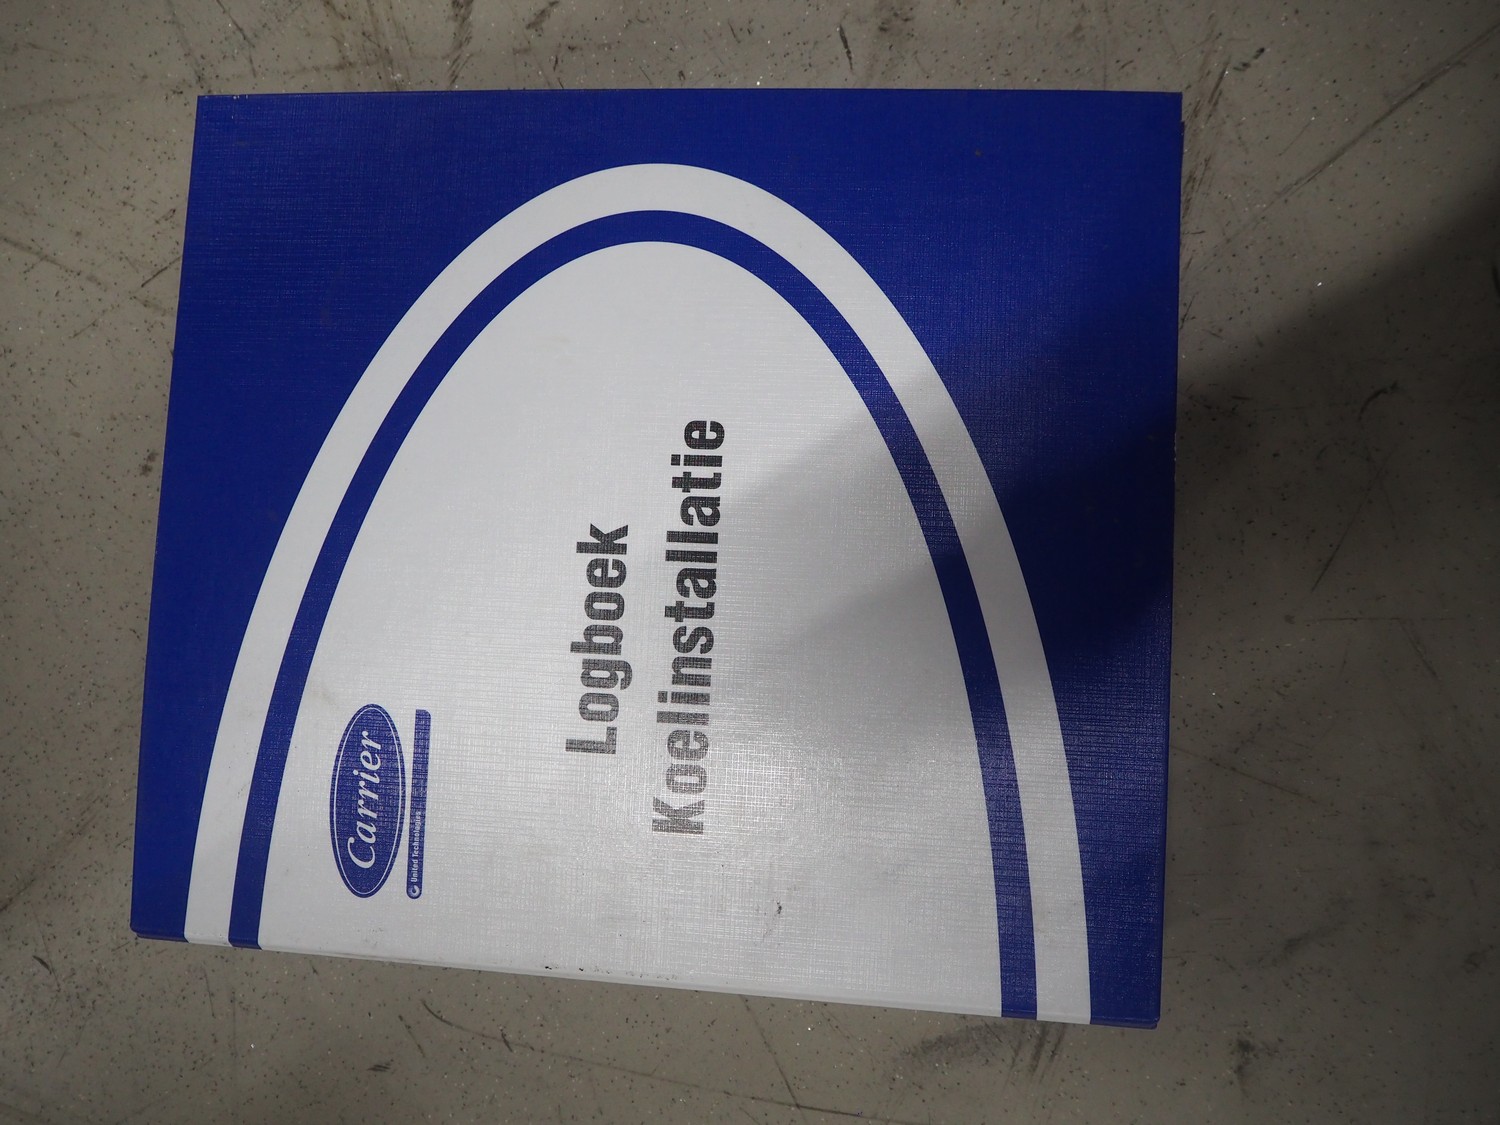 Carrier
United Technologies
Logboek
Koelinstallatie